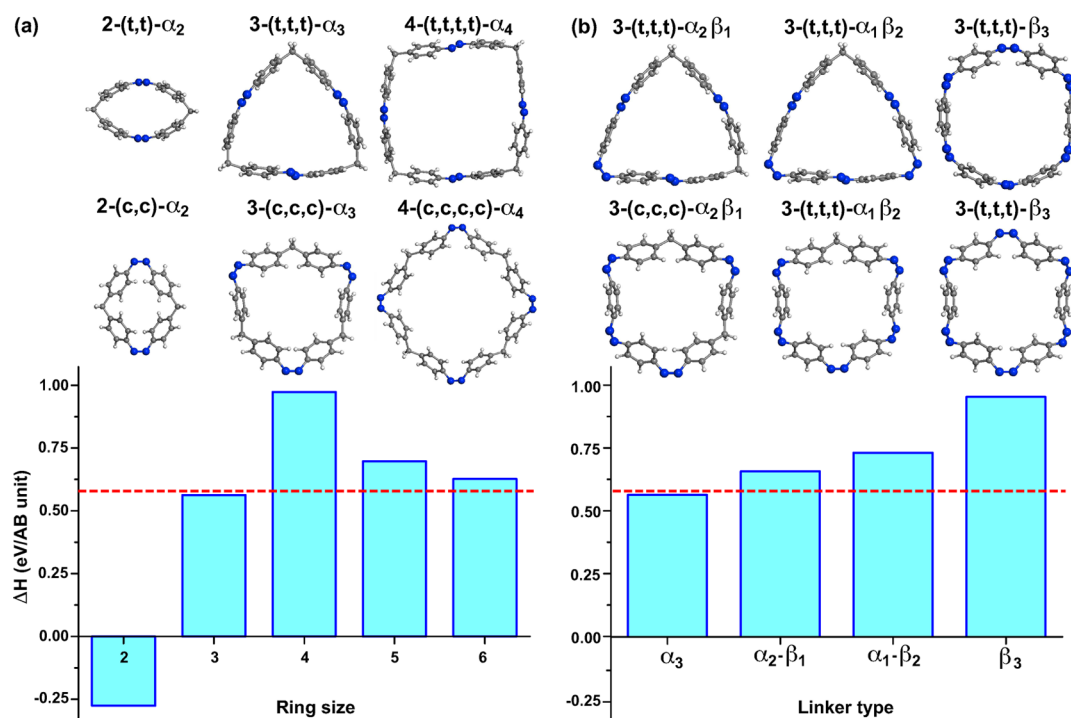 (a)
2-(t,t)-α₂ 3-(t,t,t)-α₃ 4-(t,t,t,t)-α₄
2-(c,c)-α₂ 3-(c,c,c)-α₃ 4-(c,c,c,c)-α₄
1.00
0.75
0.50
0.25
0.00
-0.25
ΔH (eV/AB unit)
2 3 4 5 6
Ring size
(b)
3-(t,t,t)-α₂β₁ 3-(t,t,t)-α₁β₂ 3-(t,t,t)-β₃
3-(c,c,c)-α₂β₁ 3-(t,t,t)-α₁β₂ 3-(t,t,t)-β₃
1.00
0.75
0.50
0.25
0.00
-0.25
α₃ α₂-β₁ α₁-β₂ β₃
Linker type